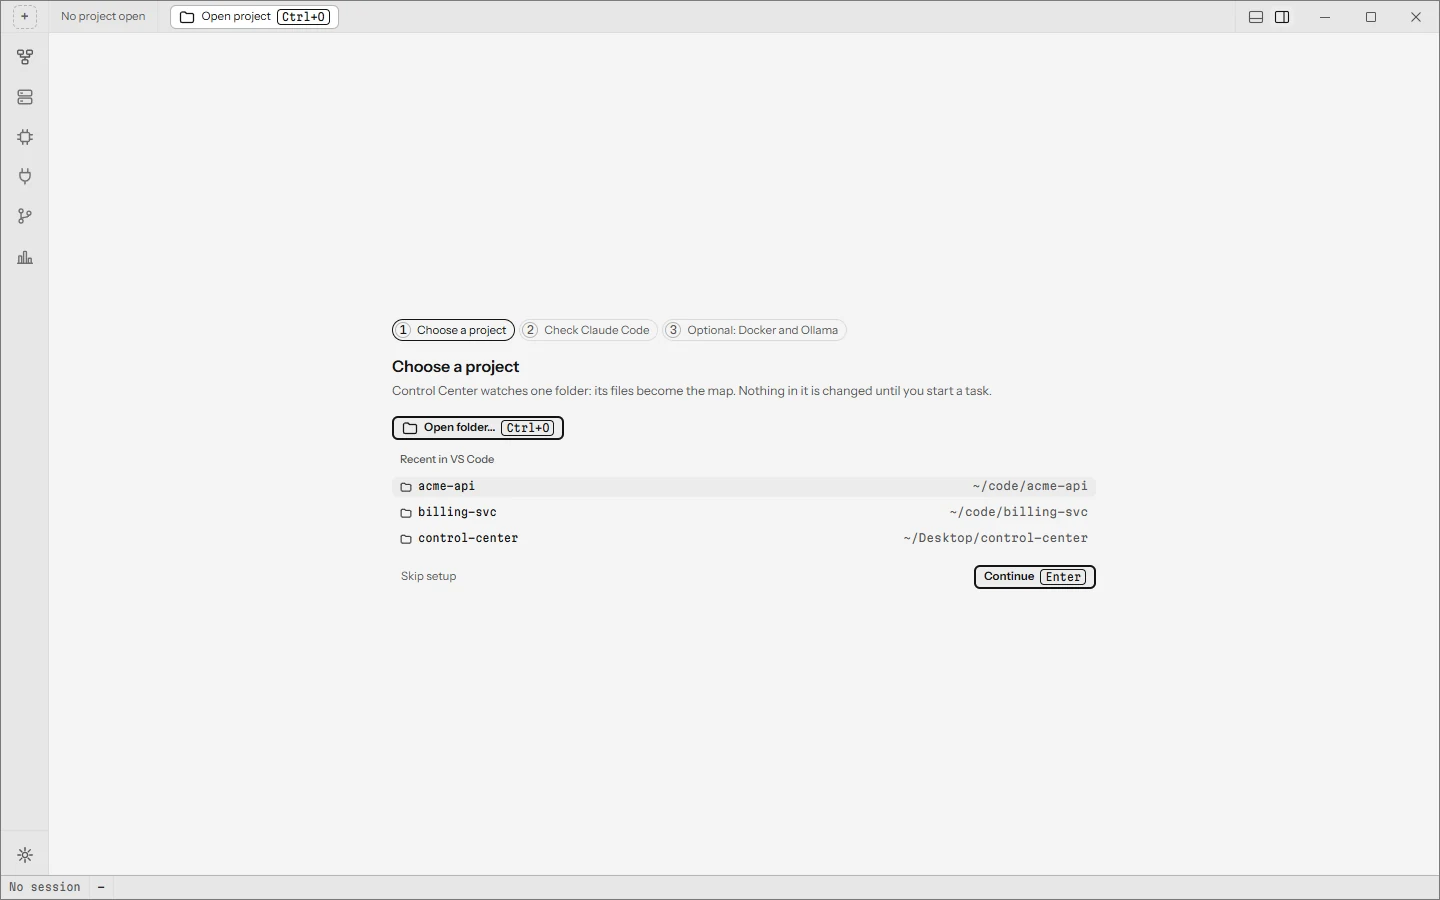 + No project open Open project Ctrl+O
1 Choose a project 2 Check Claude Code 3 Optional: Docker and Ollama
Choose a project
Control Center watches one folder: its files become the map. Nothing in it is changed until you start a task.
Open folder... Ctrl+O
Recent in VS Code
acme-api ~/code/acme-api
billing-svc ~/code/billing-svc
control-center ~/Desktop/control-center
Skip setup Continue Enter
No session –